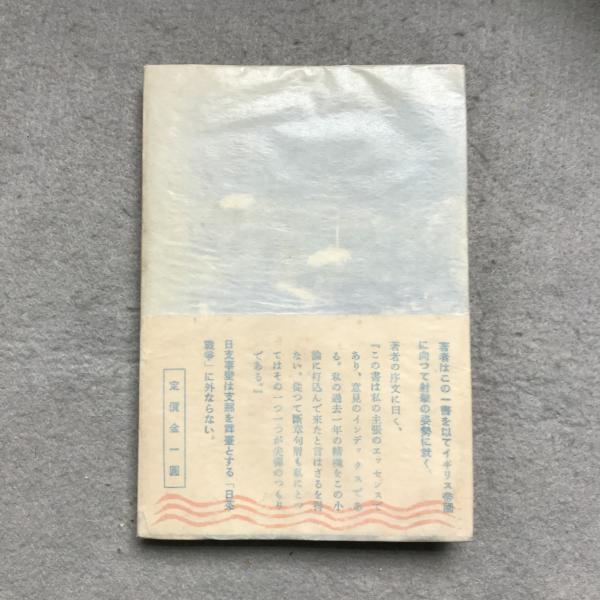 著者はこの一書を以てイギリス帝國
に向つて射撃の姿勢に就く。
著者の序文に曰く、
『この書は私の主張のエッセンスで
あり、意見のインデックスであ
る。私の過去一年の精魂をこの小
論に打込んで来たと言はざるを得
ない。從つて斷章句屑も私にとつ
てはその一つ一つが尖彈のつもり
である。』
日支事變は支那を舞臺とする「日英
戰爭」に外ならない。
定價金一圓